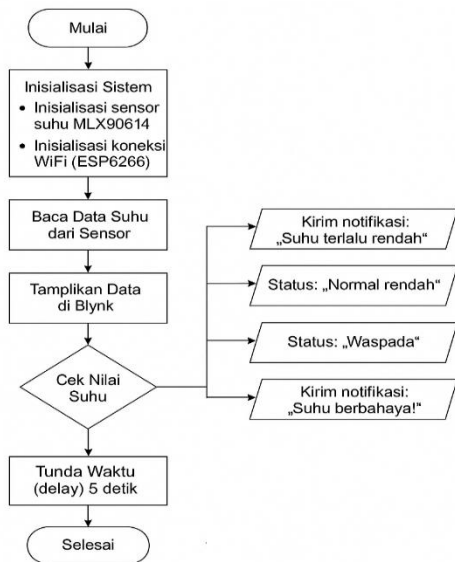 Mulai
Inisialisasi Sistem
• Inisialisasi sensor
suhu MLX90614
• Inisialisasi koneksi
WiFi (ESP6266)
Baca Data Suhu
dari Sensor
Tamplikan Data
di Blynk
Cek Nilai
Suhu
Kirim notifikasi:
„Suhu terlalu rendah“
Status: „Normal rendah“
Status: „Waspada“
Kirim notifikasi:
„Suhu berbahaya!“
Tunda Waktu
(delay) 5 detik
Selesai